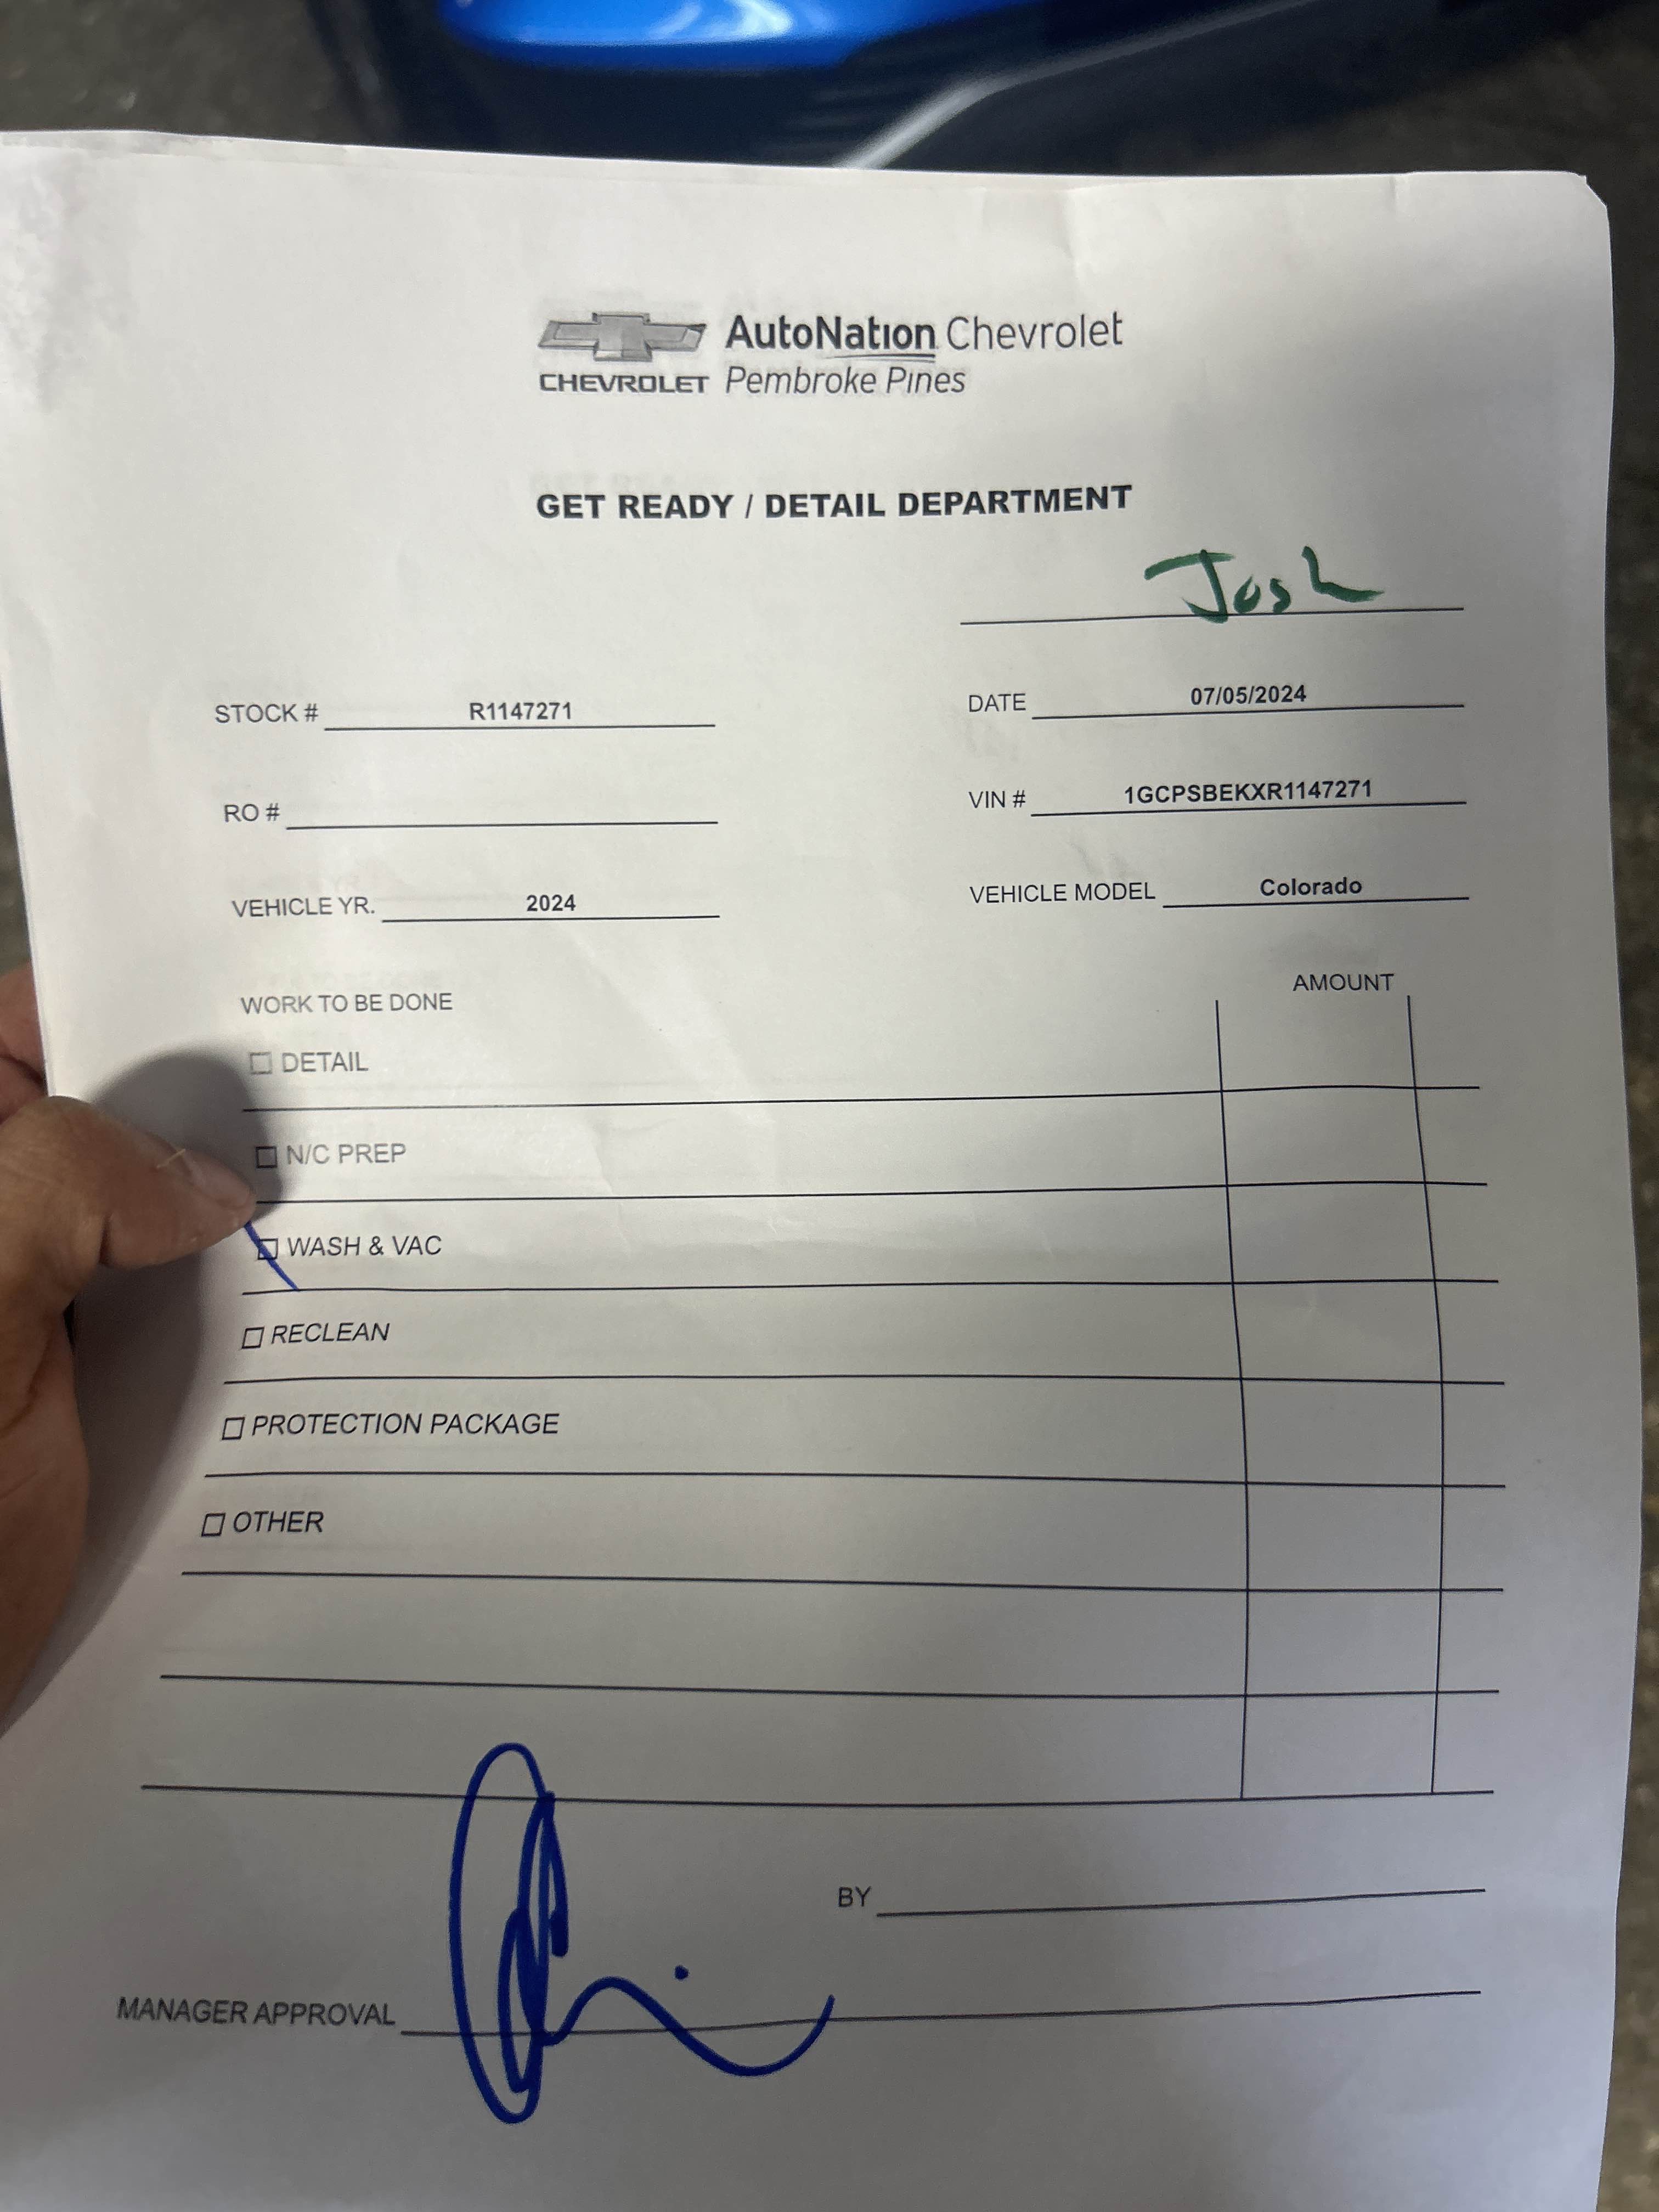 AutoNation Chevrolet
CHEVROLET Pembroke Pines
GET READY / DETAIL DEPARTMENT
Josh
STOCK # R1147271 DATE 07/05/2024
RO # VIN # 1GCPSBEKXR1147271
VEHICLE YR. 2024 VEHICLE MODEL Colorado
WORK TO BE DONE AMOUNT
DETAIL
N/C PREP
WASH & VAC
RECLEAN
PROTECTION PACKAGE
OTHER
BY
MANAGER APPROVAL